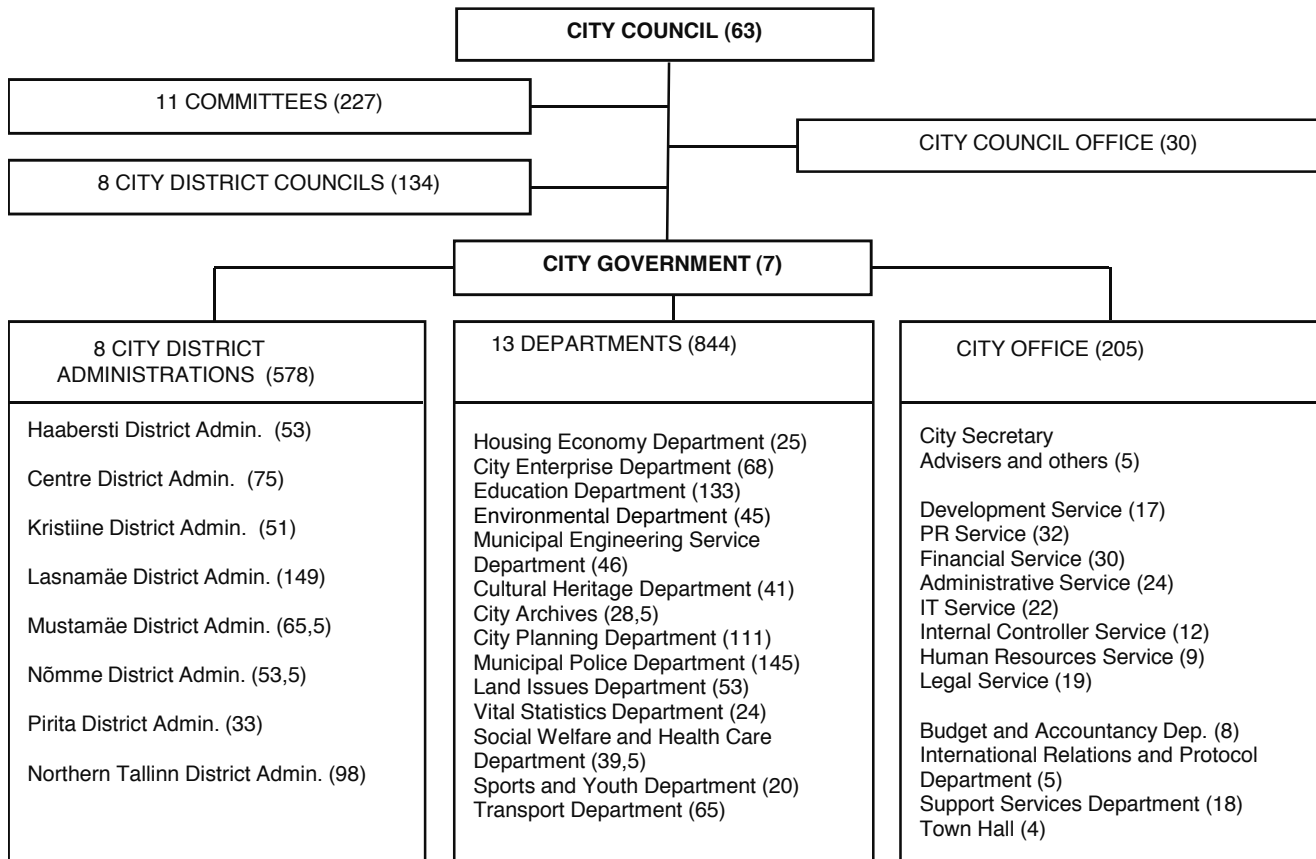 CITY COUNCIL (63)
11 COMMITTEES (227)
CITY COUNCIL OFFICE (30)
8 CITY DISTRICT COUNCILS (134)
CITY GOVERNMENT (7)
8 CITY DISTRICT
ADMINISTRATIONS (578)
Haabersti District Admin. (53)
Centre District Admin. (75)
Kristiine District Admin. (51)
Lasnamäe District Admin. (149)
Mustamäe District Admin. (65,5)
Nõmme District Admin. (53,5)
Pirita District Admin. (33)
Northern Tallinn District Admin. (98)
13 DEPARTMENTS (844)
Housing Economy Department (25)
City Enterprise Department (68)
Education Department (133)
Environmental Department (45)
Municipal Engineering Service
Department (46)
Cultural Heritage Department (41)
City Archives (28,5)
City Planning Department (111)
Municipal Police Department (145)
Land Issues Department (53)
Vital Statistics Department (24)
Social Welfare and Health Care
Department (39,5)
Sports and Youth Department (20)
Transport Department (65)
CITY OFFICE (205)
City Secretary
Advisers and others (5)
Development Service (17)
PR Service (32)
Financial Service (30)
Administrative Service (24)
IT Service (22)
Internal Controller Service (12)
Human Resources Service (9)
Legal Service (19)
Budget and Accountancy Dep. (8)
International Relations and Protocol
Department (5)
Support Services Department (18)
Town Hall (4)